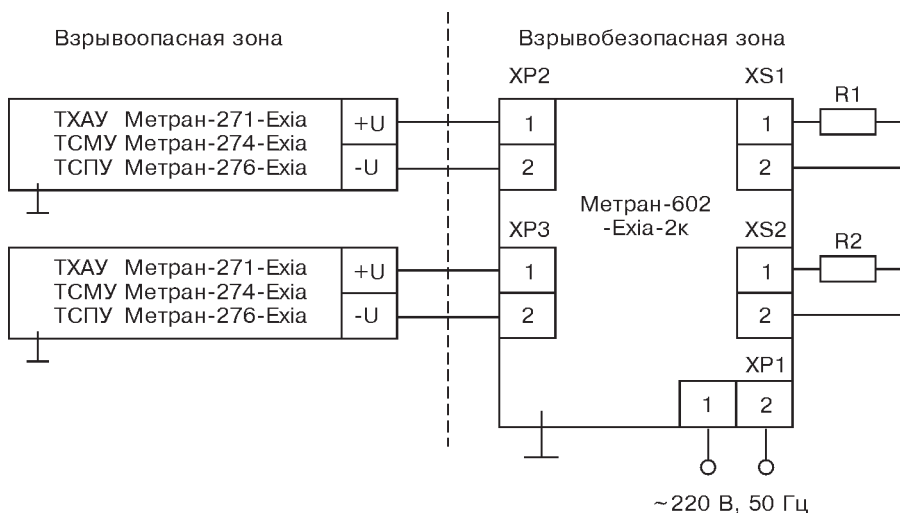 Взрывоопасная зона
Взрывобезопасная зона
XP2
XS1
R1
ТХАУ Метран-271-Exia
ТСМУ Метран-274-Exia
ТСПУ Метран-276-Exia
+U
-U
1
2
1
2
Метран-602
-Exia-2к
XP3
XS2
R2
ТХАУ Метран-271-Exia
ТСМУ Метран-274-Exia
ТСПУ Метран-276-Exia
+U
-U
1
2
1
2
XP1
1
2
~220 В, 50 Гц